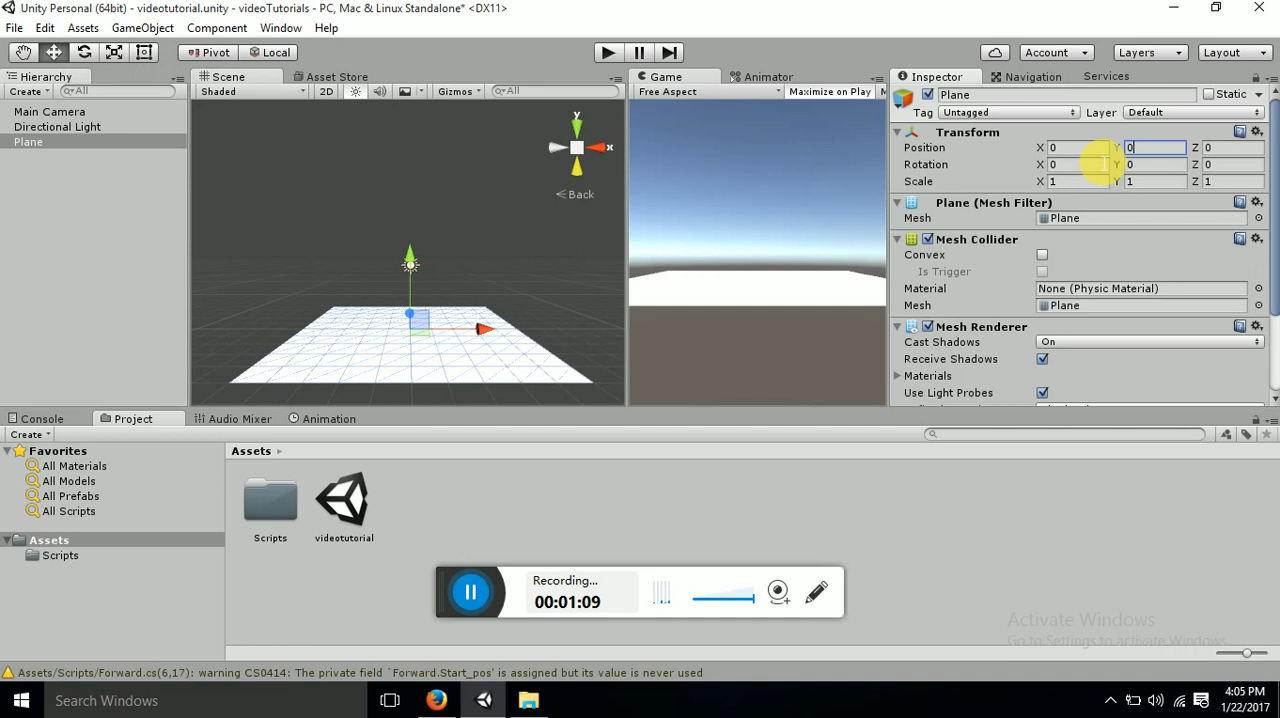 Unity Personal (64bit) - videotutorial.unity - videoTutorials - PC, Mac & Linux Standalone* <DX11>
File Edit Assets GameObject Component Window Help
Pivot Local Account Layers Layout
Hierarchy Scene Asset Store Game Animator Inspector Navigation Services
Create All Shaded 2D Gizmos All Free Aspect Maximize on Play Plane Static
Main Camera Tag Untagged Layer Default
Directional Light Transform
Plane Position X 0 Y 0 Z 0
y x
Rotation X 0 Y 0 Z 0
Scale X 1 Y 1 Z 1
Back
Plane (Mesh Filter)
Mesh Plane
Mesh Collider
Convex
Is Trigger
Material None (Physic Material)
Mesh Plane
Mesh Renderer
Cast Shadows On
Receive Shadows
Materials
Use Light Probes
Console Project Audio Mixer Animation
Create
Favorites Assets
All Materials
All Models
All Prefabs
All Scripts
Assets Scripts videotutorial
Scripts
Recording...
00:01:09
Activate Windows
Go to Settings to activate Windows.
Assets/Scripts/Forward.cs(6,17): warning CS0414: The private field `Forward.Start_pos' is assigned but its value is never used
Search Windows 4:05 PM
1/22/2017